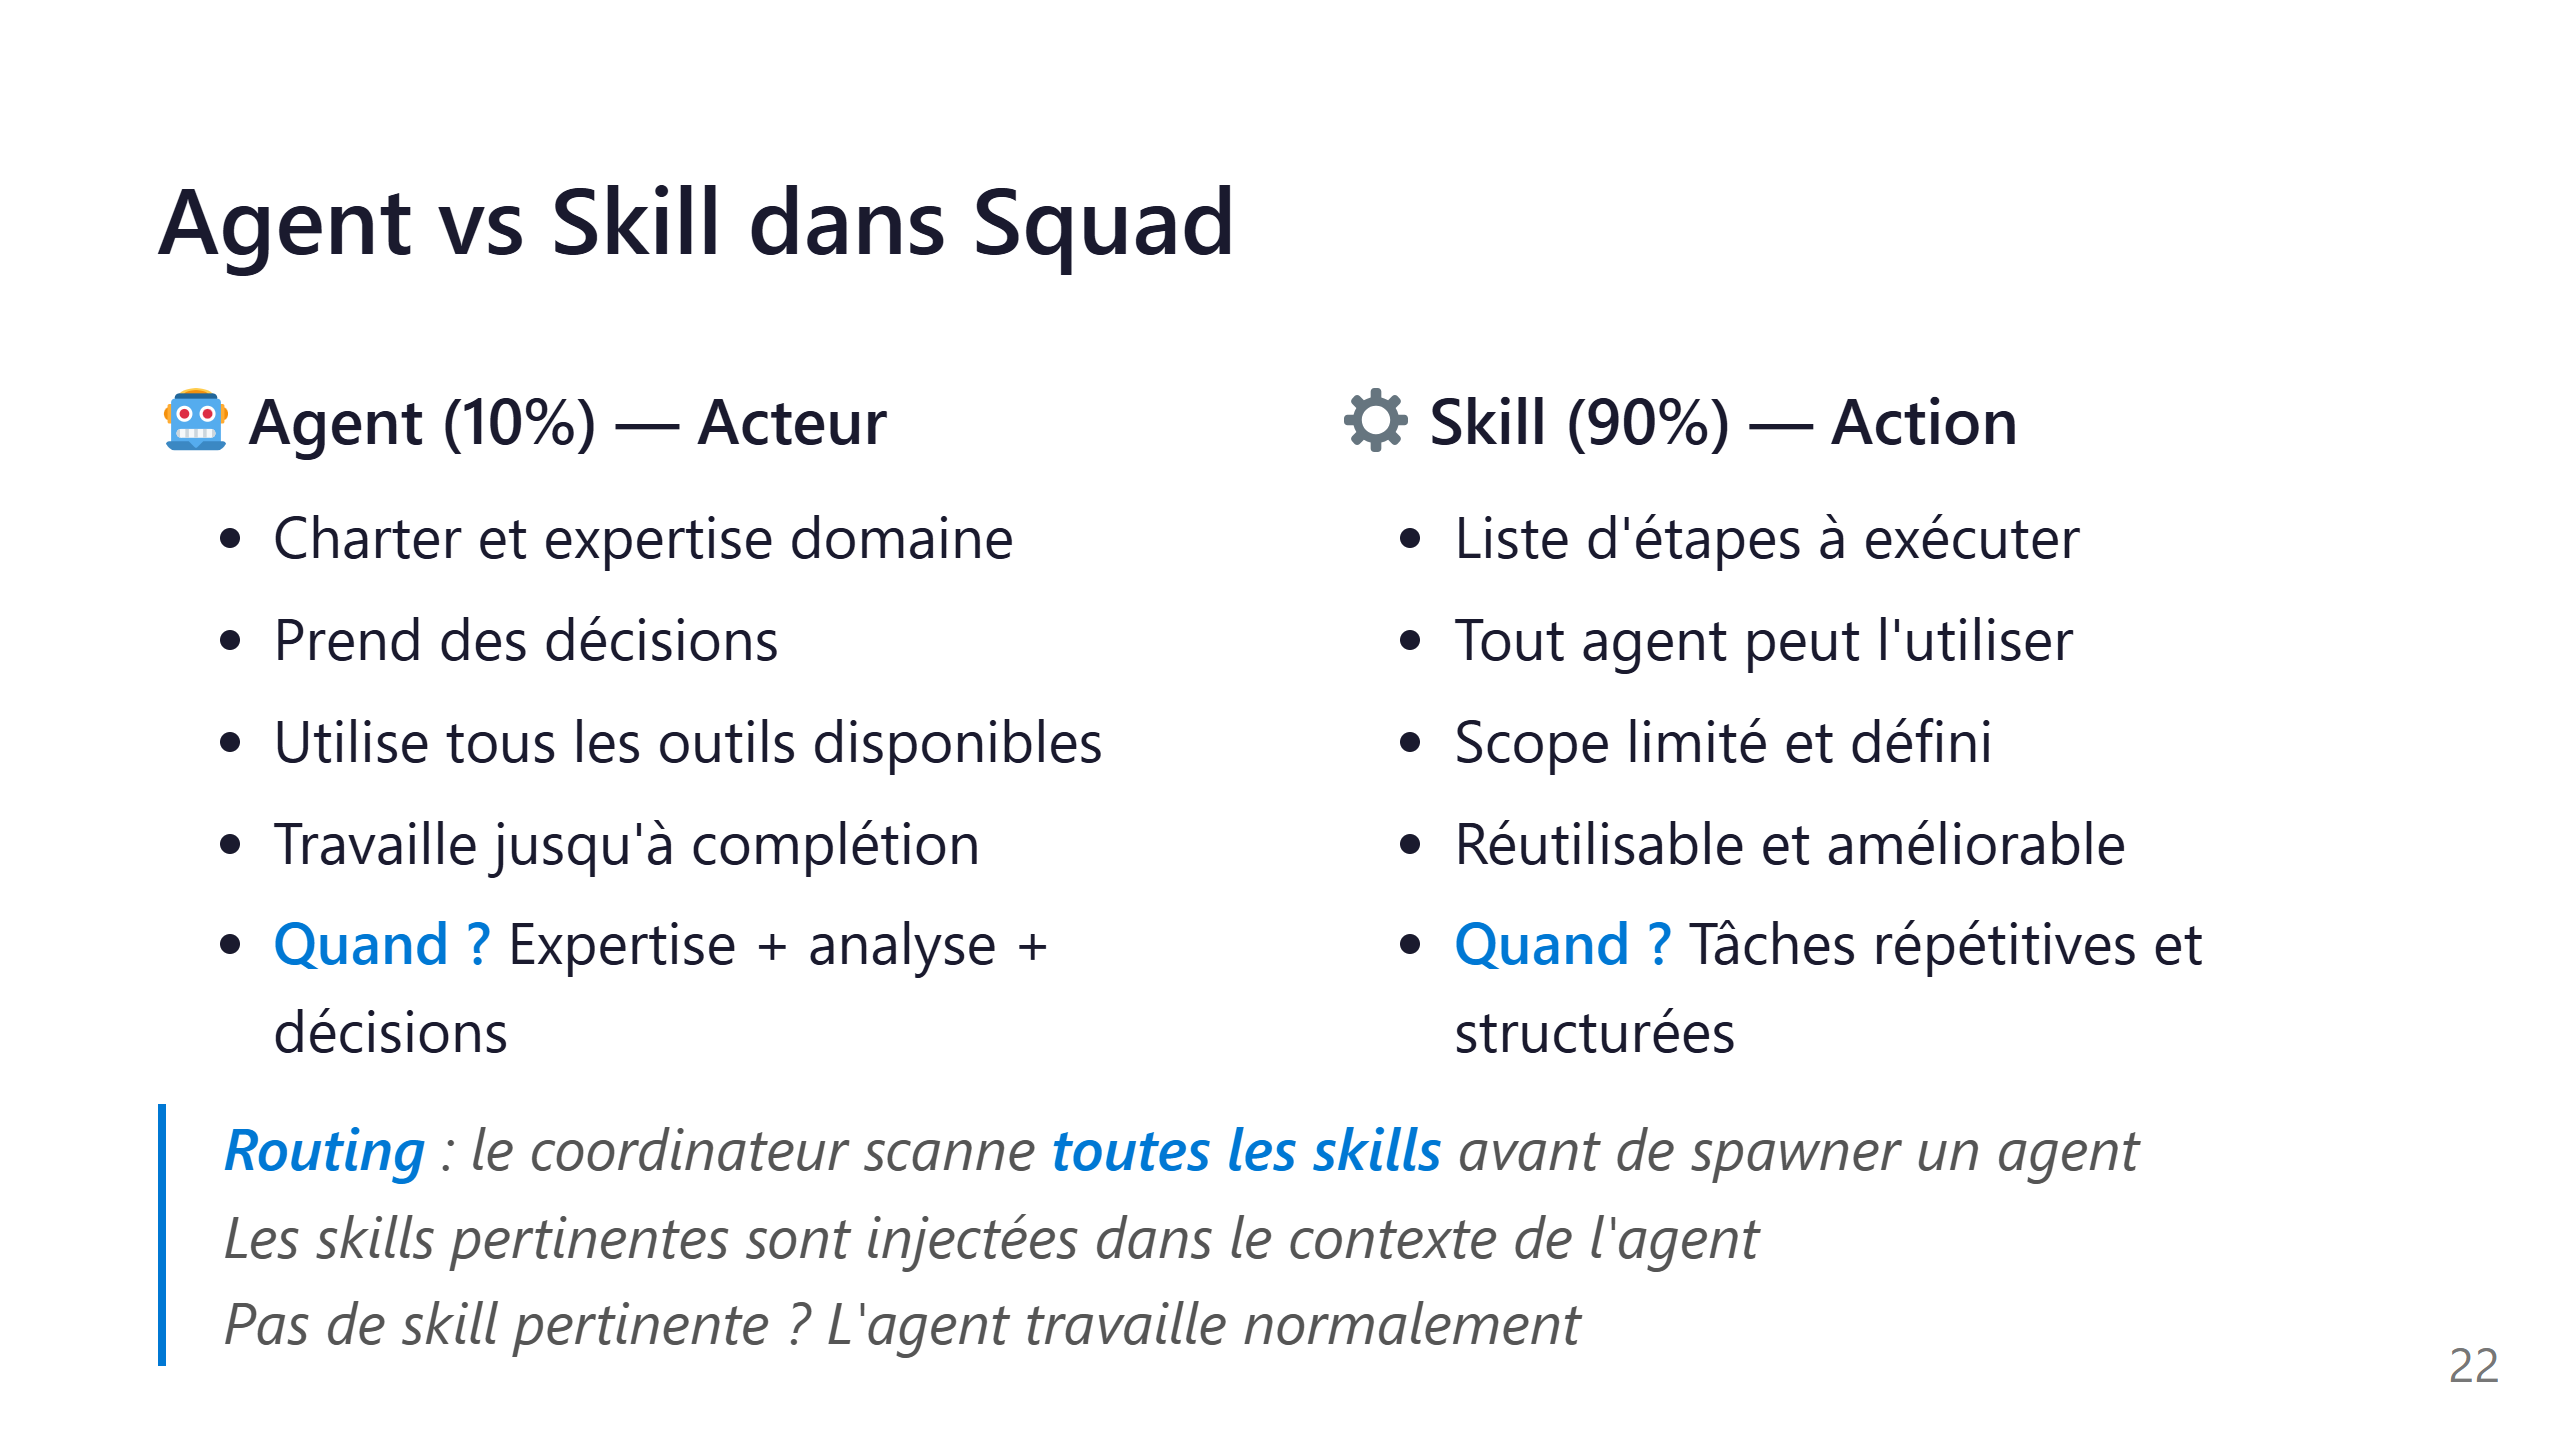 Agent vs Skill dans Squad
Agent (10%) — Acteur
• Charter et expertise domaine
• Prend des décisions
• Utilise tous les outils disponibles
• Travaille jusqu'à complétion
• Quand ? Expertise + analyse +
décisions
Skill (90%) — Action
• Liste d'étapes à exécuter
• Tout agent peut l'utiliser
• Scope limité et défini
• Réutilisable et améliorable
• Quand ? Tâches répétitives et
structurées
Routing : le coordinateur scanne toutes les skills avant de spawner un agent
Les skills pertinentes sont injectées dans le contexte de l'agent
Pas de skill pertinente ? L'agent travaille normalement
22